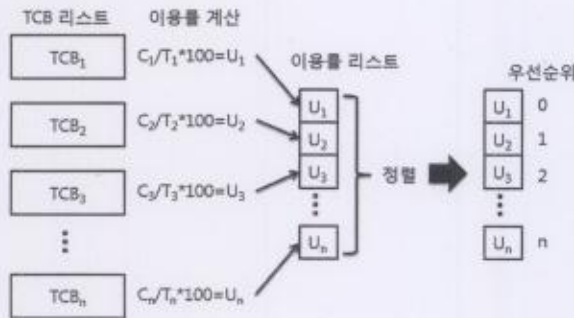 TCB 리스트
이용률 계산
TCB₁
C₁/T₁*100=U₁
TCB₂
C₂/T₂*100=U₂
TCB₃
C₃/T₃*100=U₃
⋮
TCBₙ
Cₙ/Tₙ*100=Uₙ
이용률 리스트
U₁
U₂
U₃
⋮
Uₙ
정렬
우선순위
U₁ 0
U₂ 1
U₃ 2
⋮
Uₙ n